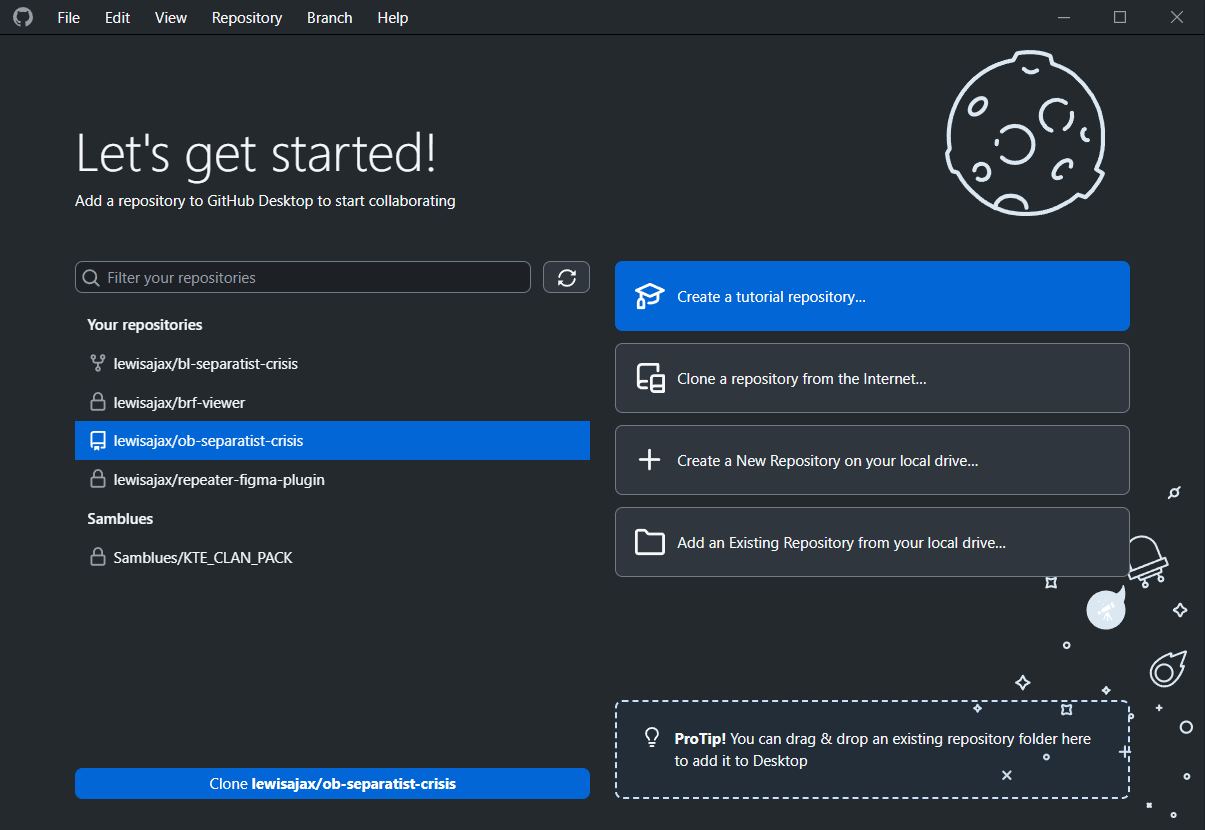 File Edit View Repository Branch Help
Let's get started!
Add a repository to GitHub Desktop to start collaborating
Filter your repositories
Your repositories
lewisajax/bl-separatist-crisis
lewisajax/brf-viewer
lewisajax/ob-separatist-crisis
lewisajax/repeater-figma-plugin
Samblues
Samblues/KTE_CLAN_PACK
Clone lewisajax/ob-separatist-crisis
Create a tutorial repository...
Clone a repository from the Internet...
Create a New Repository on your local drive...
Add an Existing Repository from your local drive...
ProTip! You can drag & drop an existing repository folder here
to add it to Desktop